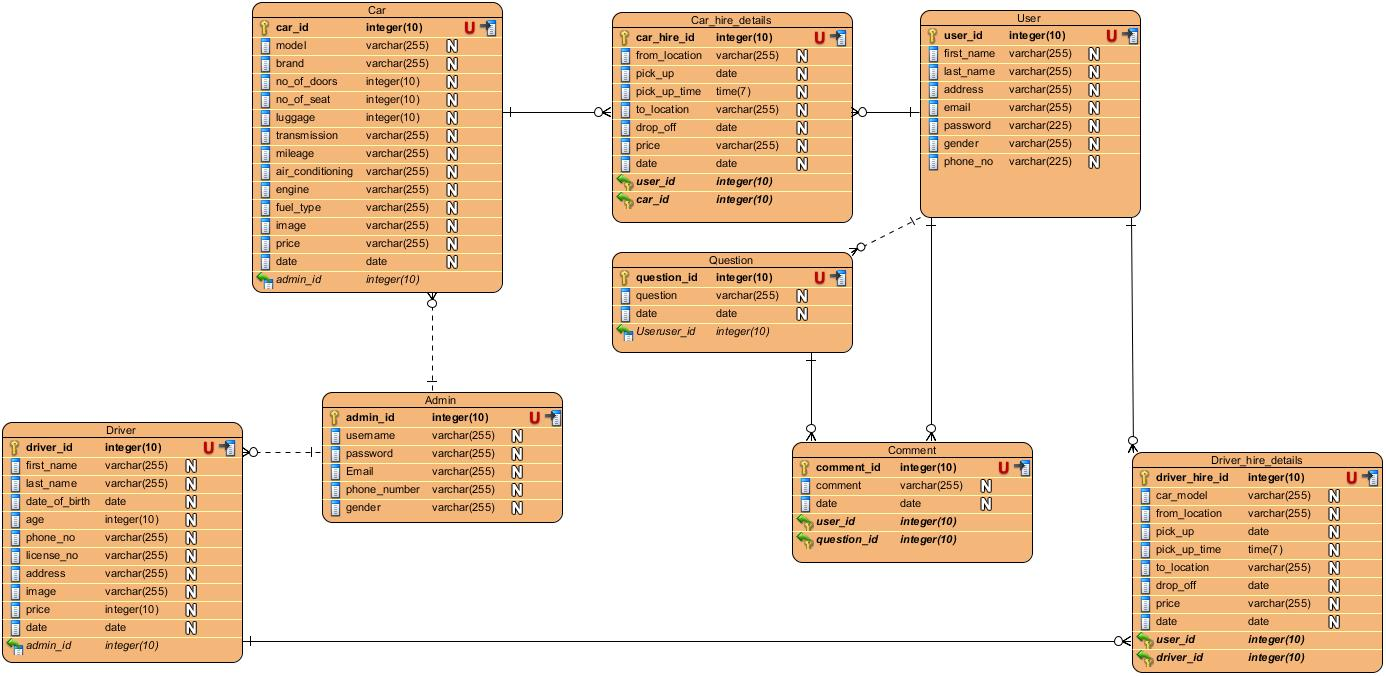 Car
car_id integer(10) U
model varchar(255) N
brand varchar(255) N
no_of_doors integer(10) N
no_of_seat integer(10) N
luggage integer(10) N
transmission varchar(255) N
mileage varchar(255) N
air_conditioning varchar(255) N
engine varchar(255) N
fuel_type varchar(255) N
image varchar(255) N
price varchar(255) N
date date N
admin_id integer(10)
Car_hire_details
car_hire_id integer(10) U
from_location varchar(255) N
pick_up date N
pick_up_time time(7) N
to_location varchar(255) N
drop_off date N
price varchar(255) N
date date N
user_id integer(10)
car_id integer(10)
User
user_id integer(10) U
first_name varchar(255) N
last_name varchar(255) N
address varchar(255) N
email varchar(255) N
password varchar(225) N
gender varchar(255) N
phone_no varchar(225) N
Question
question_id integer(10) U
question varchar(255) N
date date N
Useruser_id integer(10)
Admin
admin_id integer(10) U
username varchar(255) N
password varchar(255) N
Email varchar(255) N
phone_number varchar(255) N
gender varchar(255) N
Driver
driver_id integer(10) U
first_name varchar(255) N
last_name varchar(255) N
date_of_birth date N
age integer(10) N
phone_no varchar(255) N
license_no varchar(255) N
address varchar(255) N
image varchar(255) N
price integer(10) N
date date N
admin_id integer(10)
Comment
comment_id integer(10) U
comment varchar(255) N
date date N
user_id integer(10)
question_id integer(10)
Driver_hire_details
driver_hire_id integer(10) U
car_model varchar(255) N
from_location varchar(255) N
pick_up date N
pick_up_time time(7) N
to_location varchar(255) N
drop_off date N
price varchar(255) N
date date N
user_id integer(10)
driver_id integer(10)